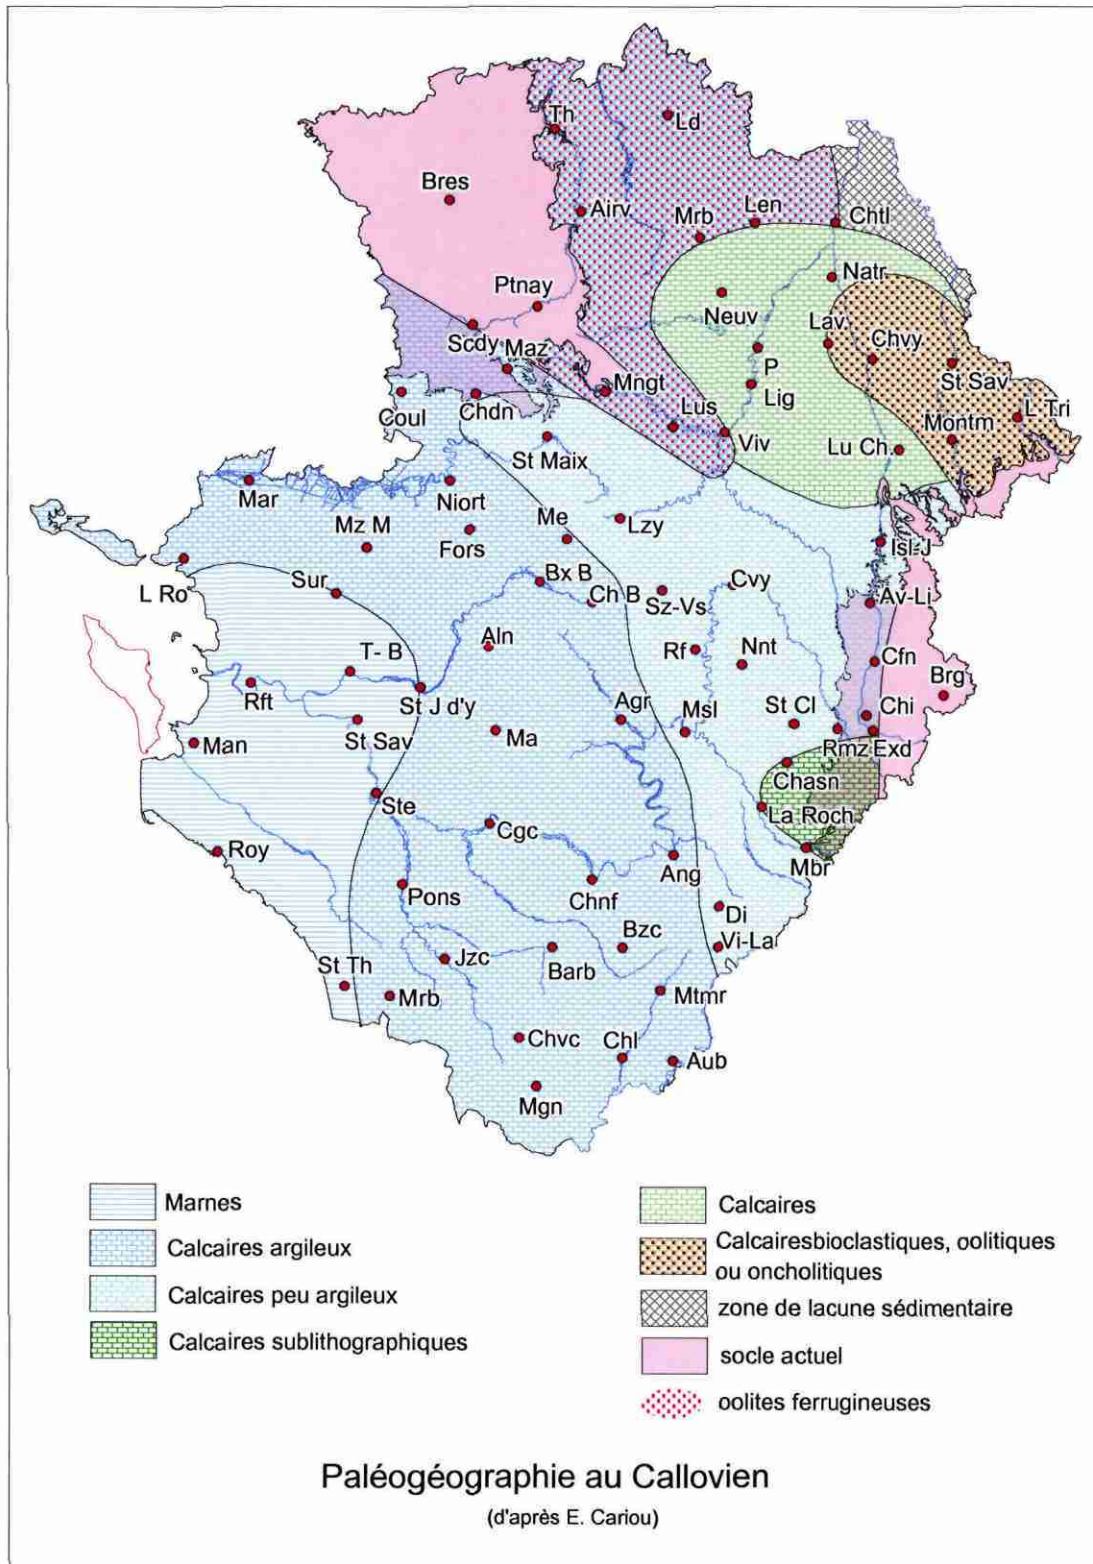 Th
Ld
Bres
Airv
Mrb
Len
Chtl
Natr
Ptnay
Neuv
Lav
Chvy
Scdy
Maz
P
St Sav
Mngt
Lig
L Tri
Coul
Chdn
Lus
Montm
Viv
Lu Ch.
St Maix
Mar
Niort
Lzy
Mz M
Fors
Me
Isl-J
L Ro
Sur
Bx B
Ch B
Sz-Vs
Cvy
Av-Li
Aln
T- B
Rf
Nnt
Cfn
Rft
St J d'y
Agr
Brg
St Sav
Msl
St Cl
Chi
Man
Ma
Rmz
Exd
Chasn
Ste
La Roch
Cgc
Roy
Mbr
Ang
Pons
Chnf
Di
Bzc
Vi-La
Jzc
Barb
St Th
Mrb
Mtmr
Chvc
Chl
Aub
Mgn
Marnes
Calcaires argileux
Calcaires peu argileux
Calcaires sublithographiques
Calcaires
Calcairesbioclastiques, oolitiques
ou oncholitiques
zone de lacune sédimentaire
socle actuel
oolites ferrugineuses
Paléogéographie au Callovien
(d'après E. Cariou)